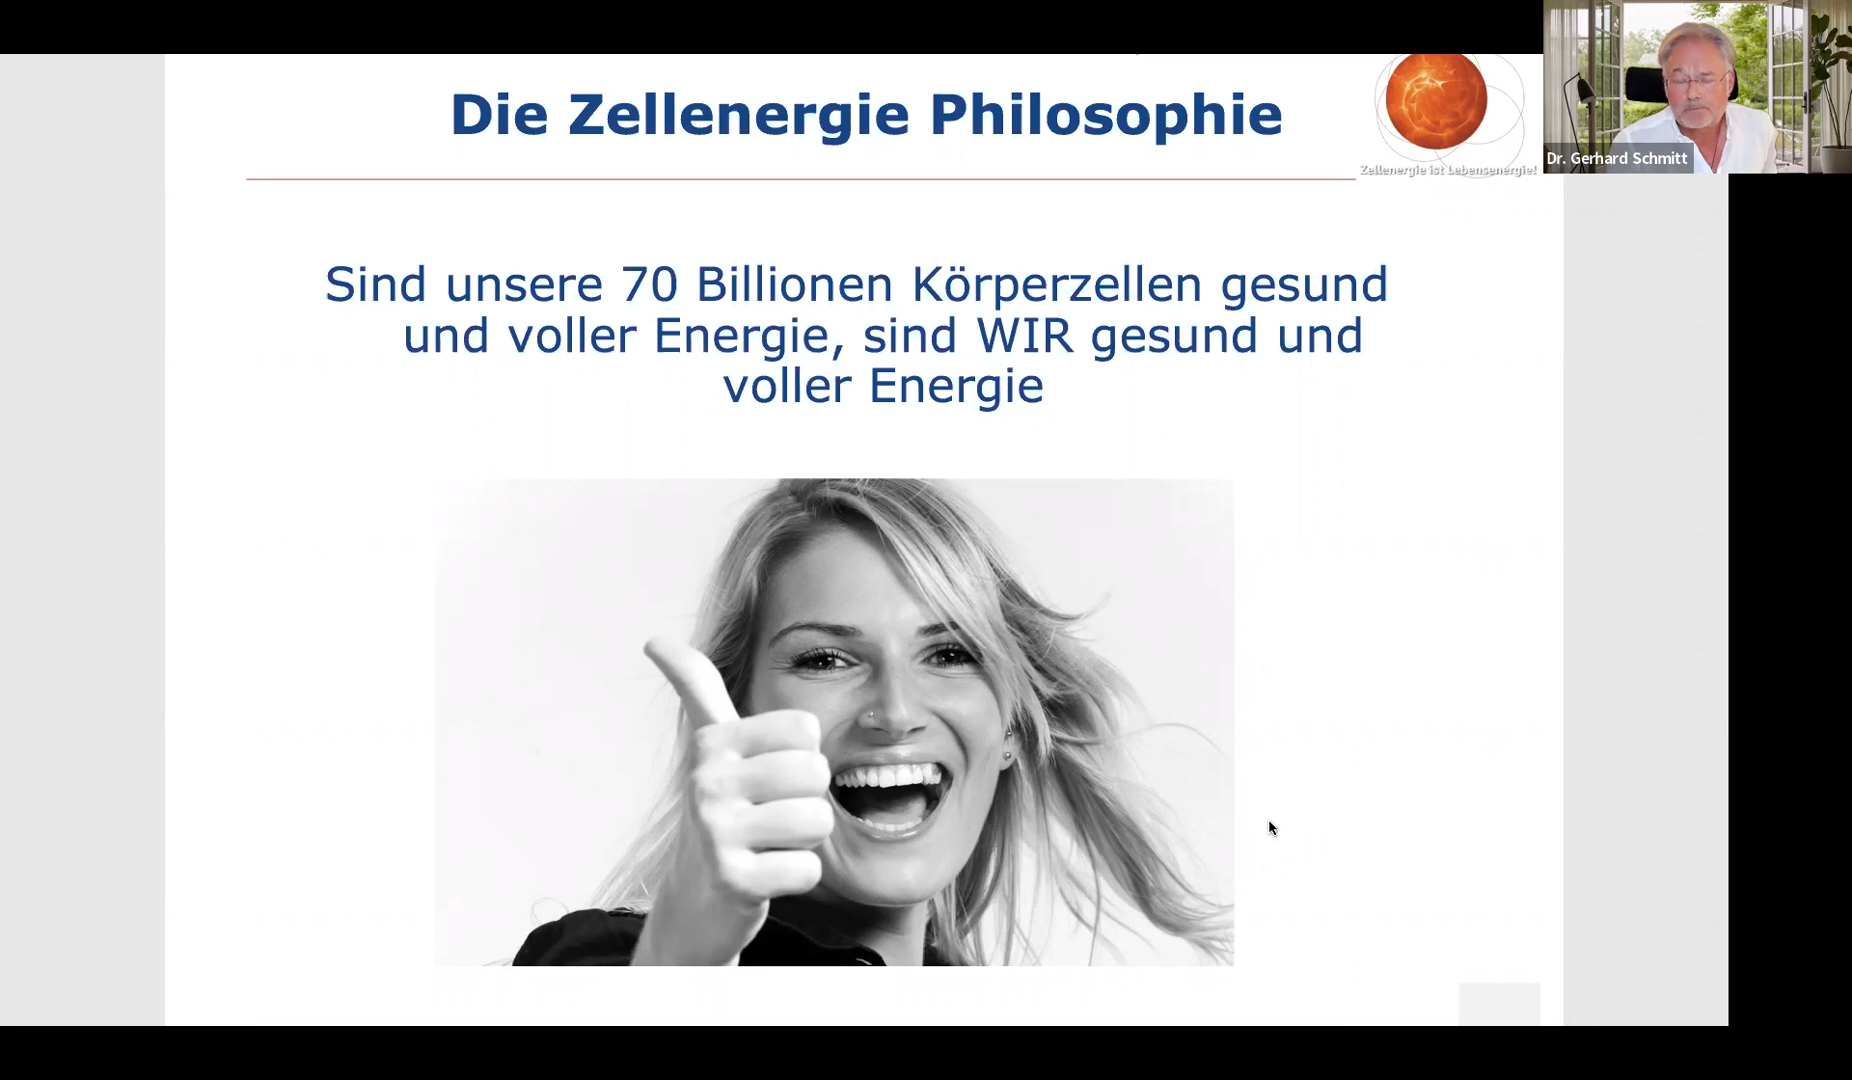 Die Zellenergie Philosophie
Zellenergie ist Lebensenergie!
Dr. Gerhard Schmitt
Sind unsere 70 Billionen Körperzellen gesund
und voller Energie, sind WIR gesund und
voller Energie